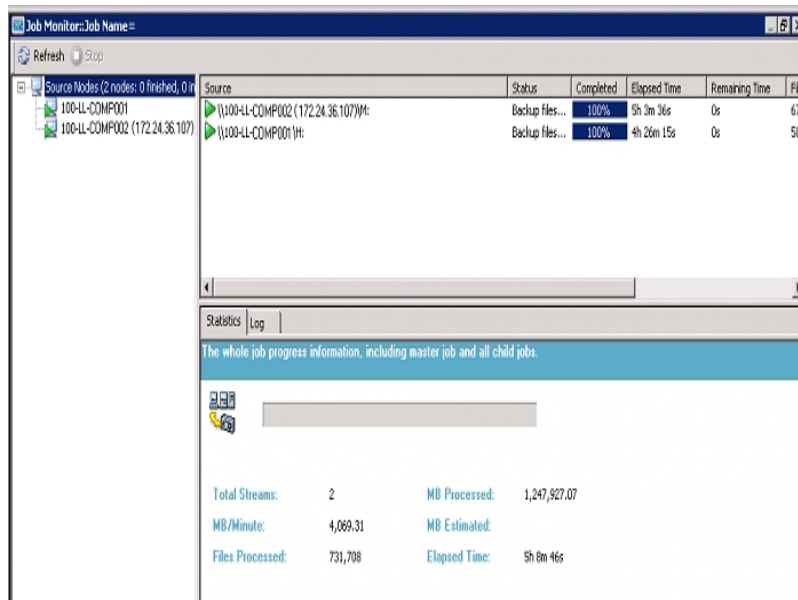 Job Monitor::Job Name=
Refresh Stop
Source Nodes (2 nodes: 0 finished, 0 in
100-LL-COMP001
100-LL-COMP002 (172.24.36.107)
Source Status Completed Elapsed Time Remaining Time Fi
\\100-LL-COMP002 (172.24.36.107)\M: Backup files... 100% 5h 3m 36s 0s
\\100-LL-COMP001\H: Backup files... 100% 4h 26m 15s 0s
Statistics Log
The whole job progress information, including master job and all child jobs.
Total Streams: 2 MB Processed: 1,247,927.07
MB/Minute: 4,069.31 MB Estimated:
Files Processed: 731,708 Elapsed Time: 5h 8m 46s